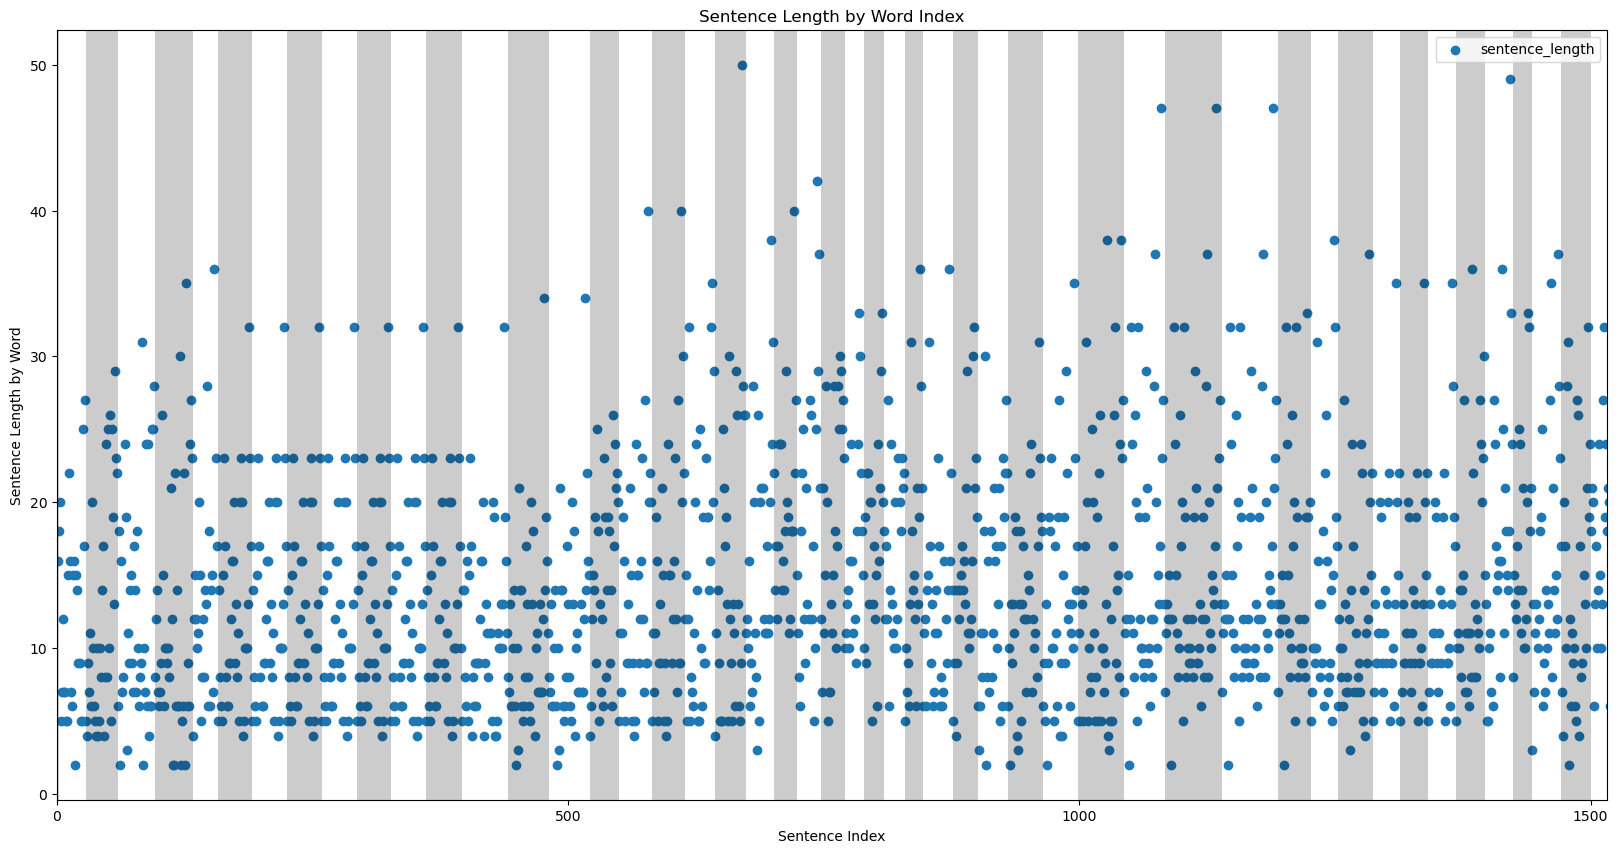 Sentence Length by Word Index
sentence_length
Sentence Length by Word
50
40
30
20
10
0
0 500 1000 1500
Sentence Index